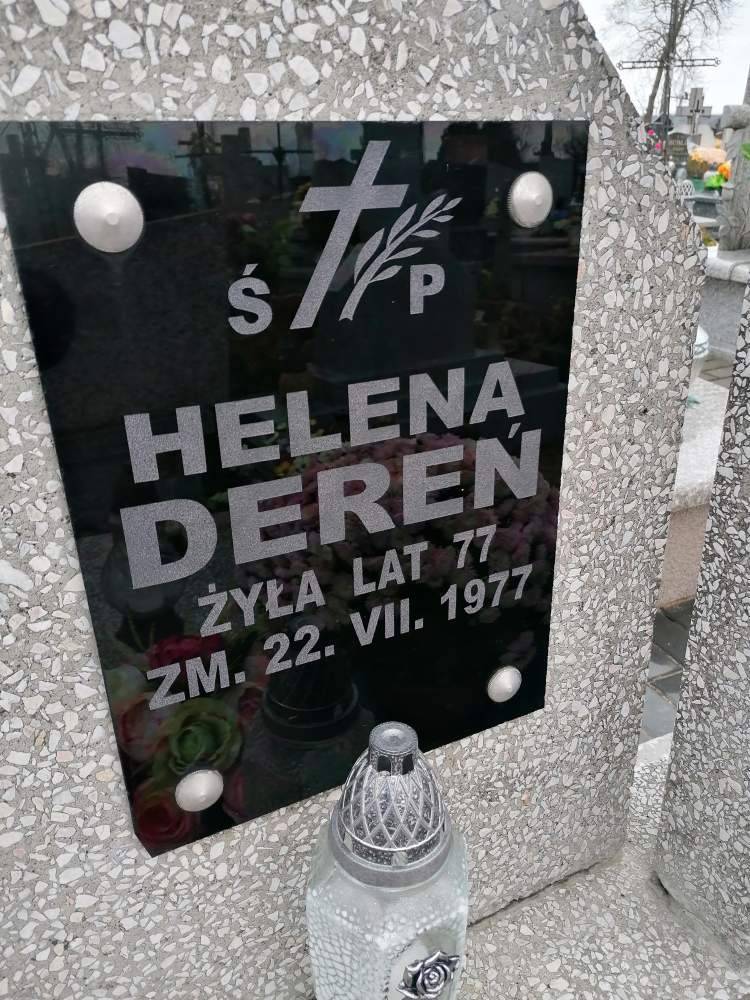 Ś P
HELENA
DEREŃ
ŻYŁA LAT 77
ZM. 22. VII. 1977